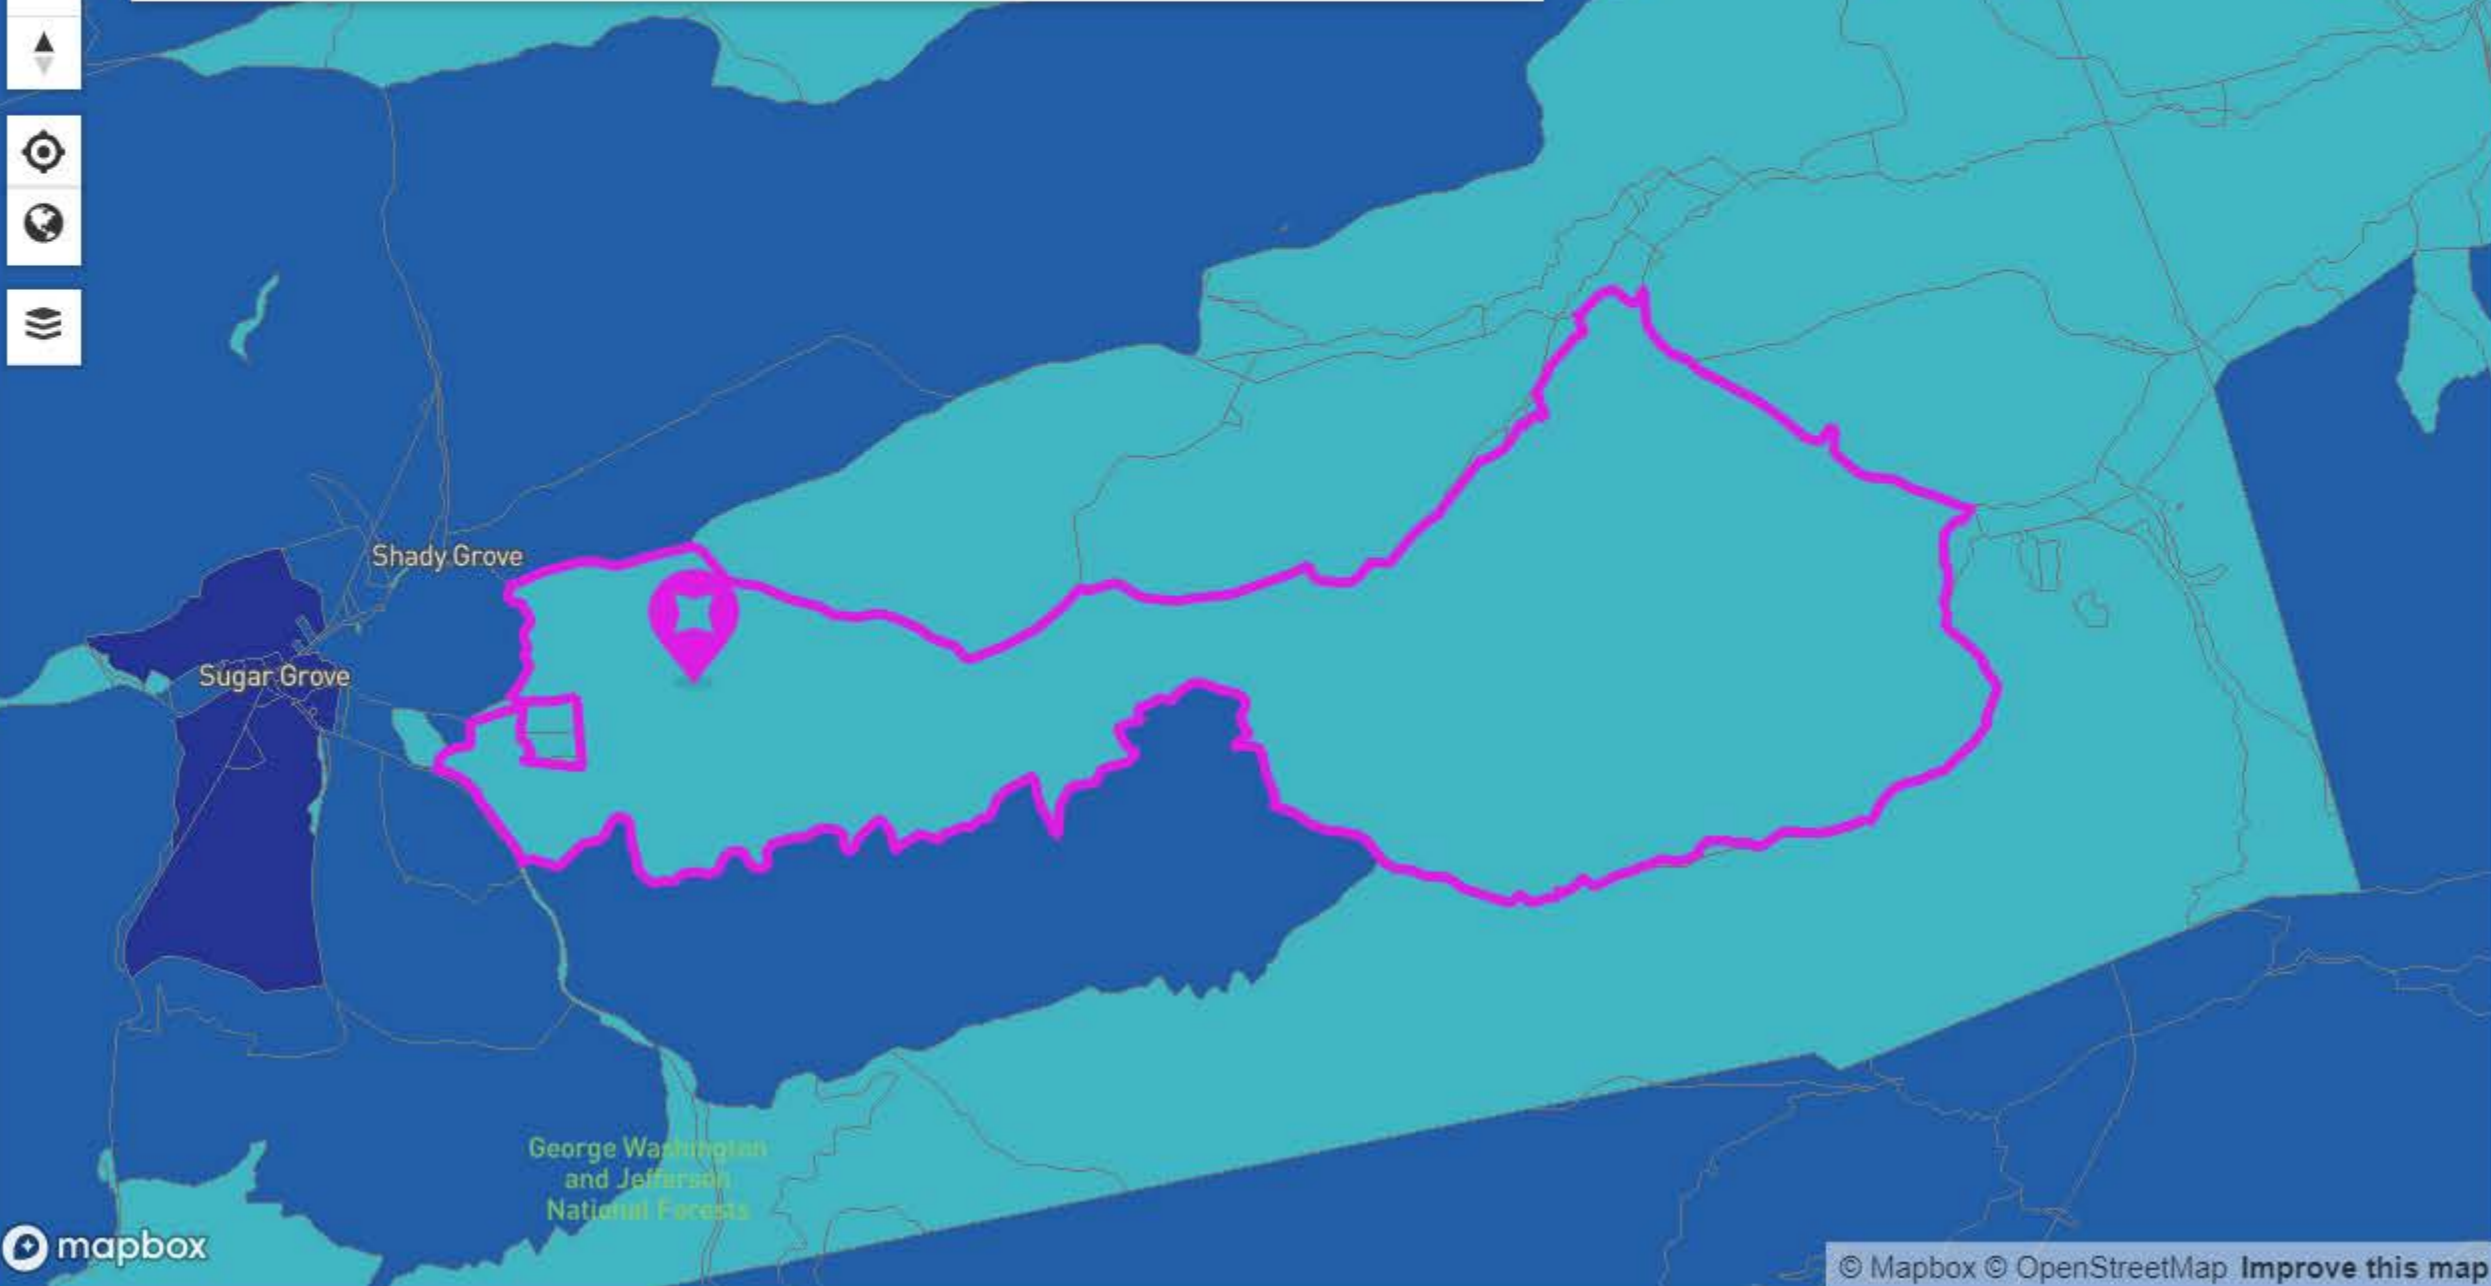 Shady Grove
Sugar Grove
George Washington
and Jefferson
National Forests
mapbox
© Mapbox © OpenStreetMap Improve this map